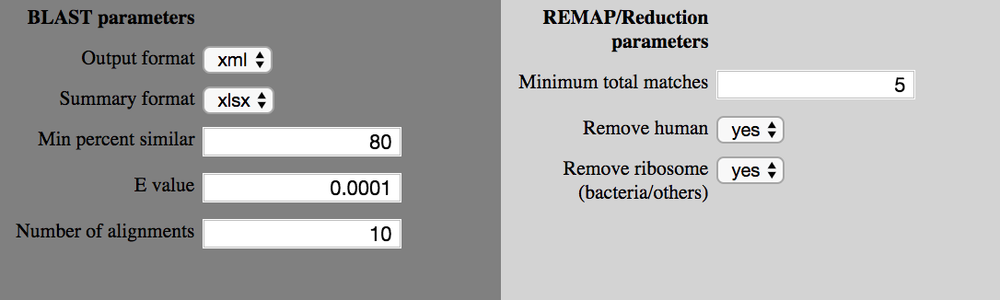 BLAST parameters
Output format xml
Summary format xlsx
Min percent similar 80
E value 0.0001
Number of alignments 10
REMAP/Reduction
parameters
Minimum total matches 5
Remove human yes
Remove ribosome yes
(bacteria/others)